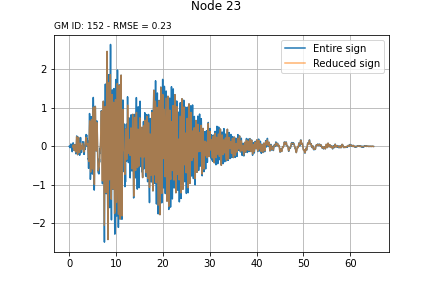 Node 23
GM ID: 152 - RMSE = 0.23
Entire sign
Reduced sign
2
1
0
−1
−2
0 10 20 30 40 50 60